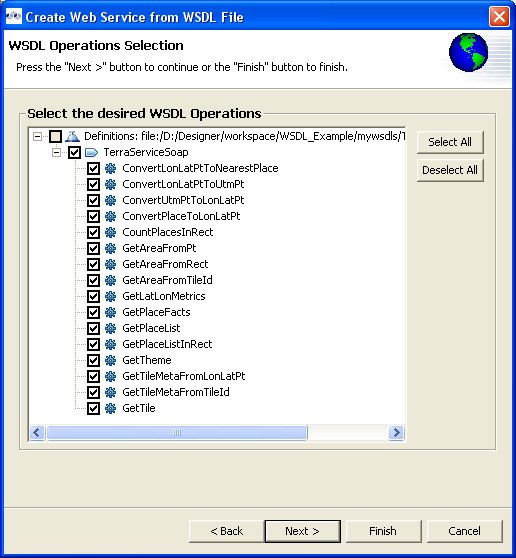 Create Web Service from WSDL File
WSDL Operations Selection
Press the "Next >" button to continue or the "Finish" button to finish.
Select the desired WSDL Operations
Definitions: file:/D:/Designer/workspace/WSDL_Example/mywsdls/T
Select All
TerraServiceSoap
ConvertLonLatPtToNearestPlace
Deselect All
ConvertLonLatPtToUtmPt
ConvertUtmPtToLonLatPt
ConvertPlaceToLonLatPt
CountPlacesInRect
GetAreaFromPt
GetAreaFromRect
GetAreaFromTileId
GetLatLonMetrics
GetPlaceFacts
GetPlaceList
GetPlaceListInRect
GetTheme
GetTileMetaFromLonLatPt
GetTileMetaFromTileId
GetTile
< Back Next > Finish Cancel